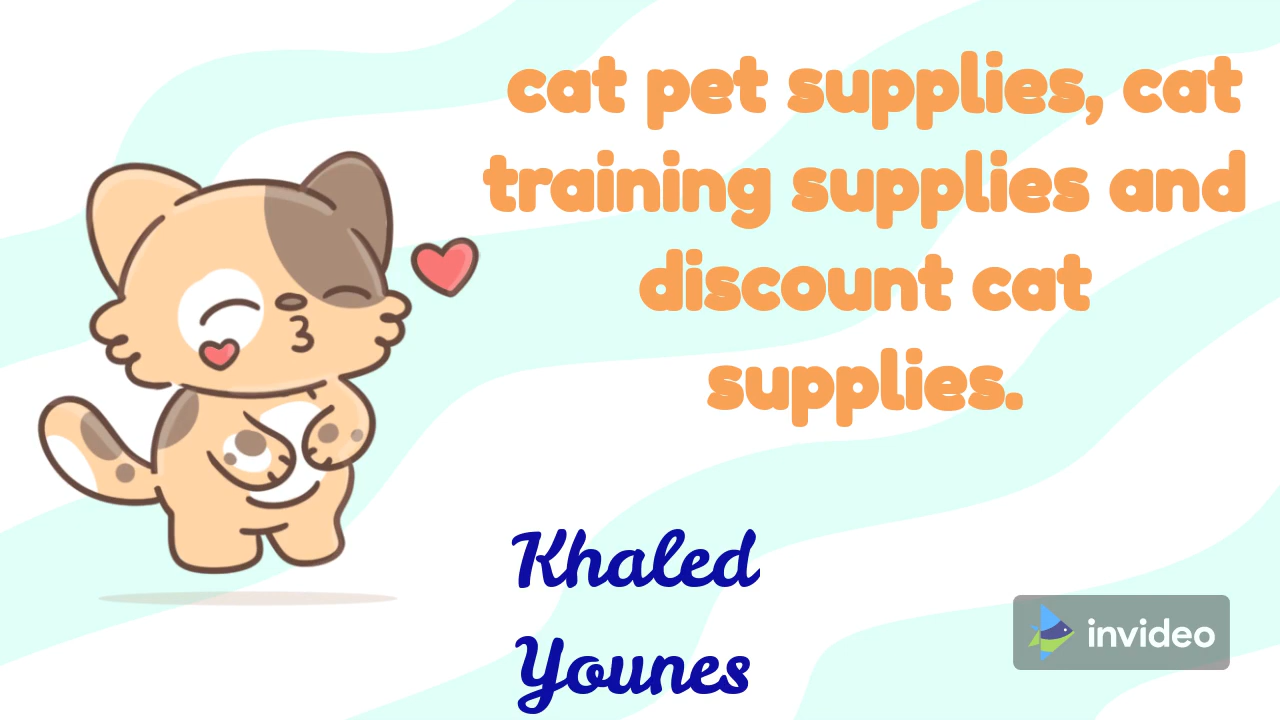 cat pet supplies, cat
training supplies and
discount cat
supplies.
Khaled
Younes
invideo